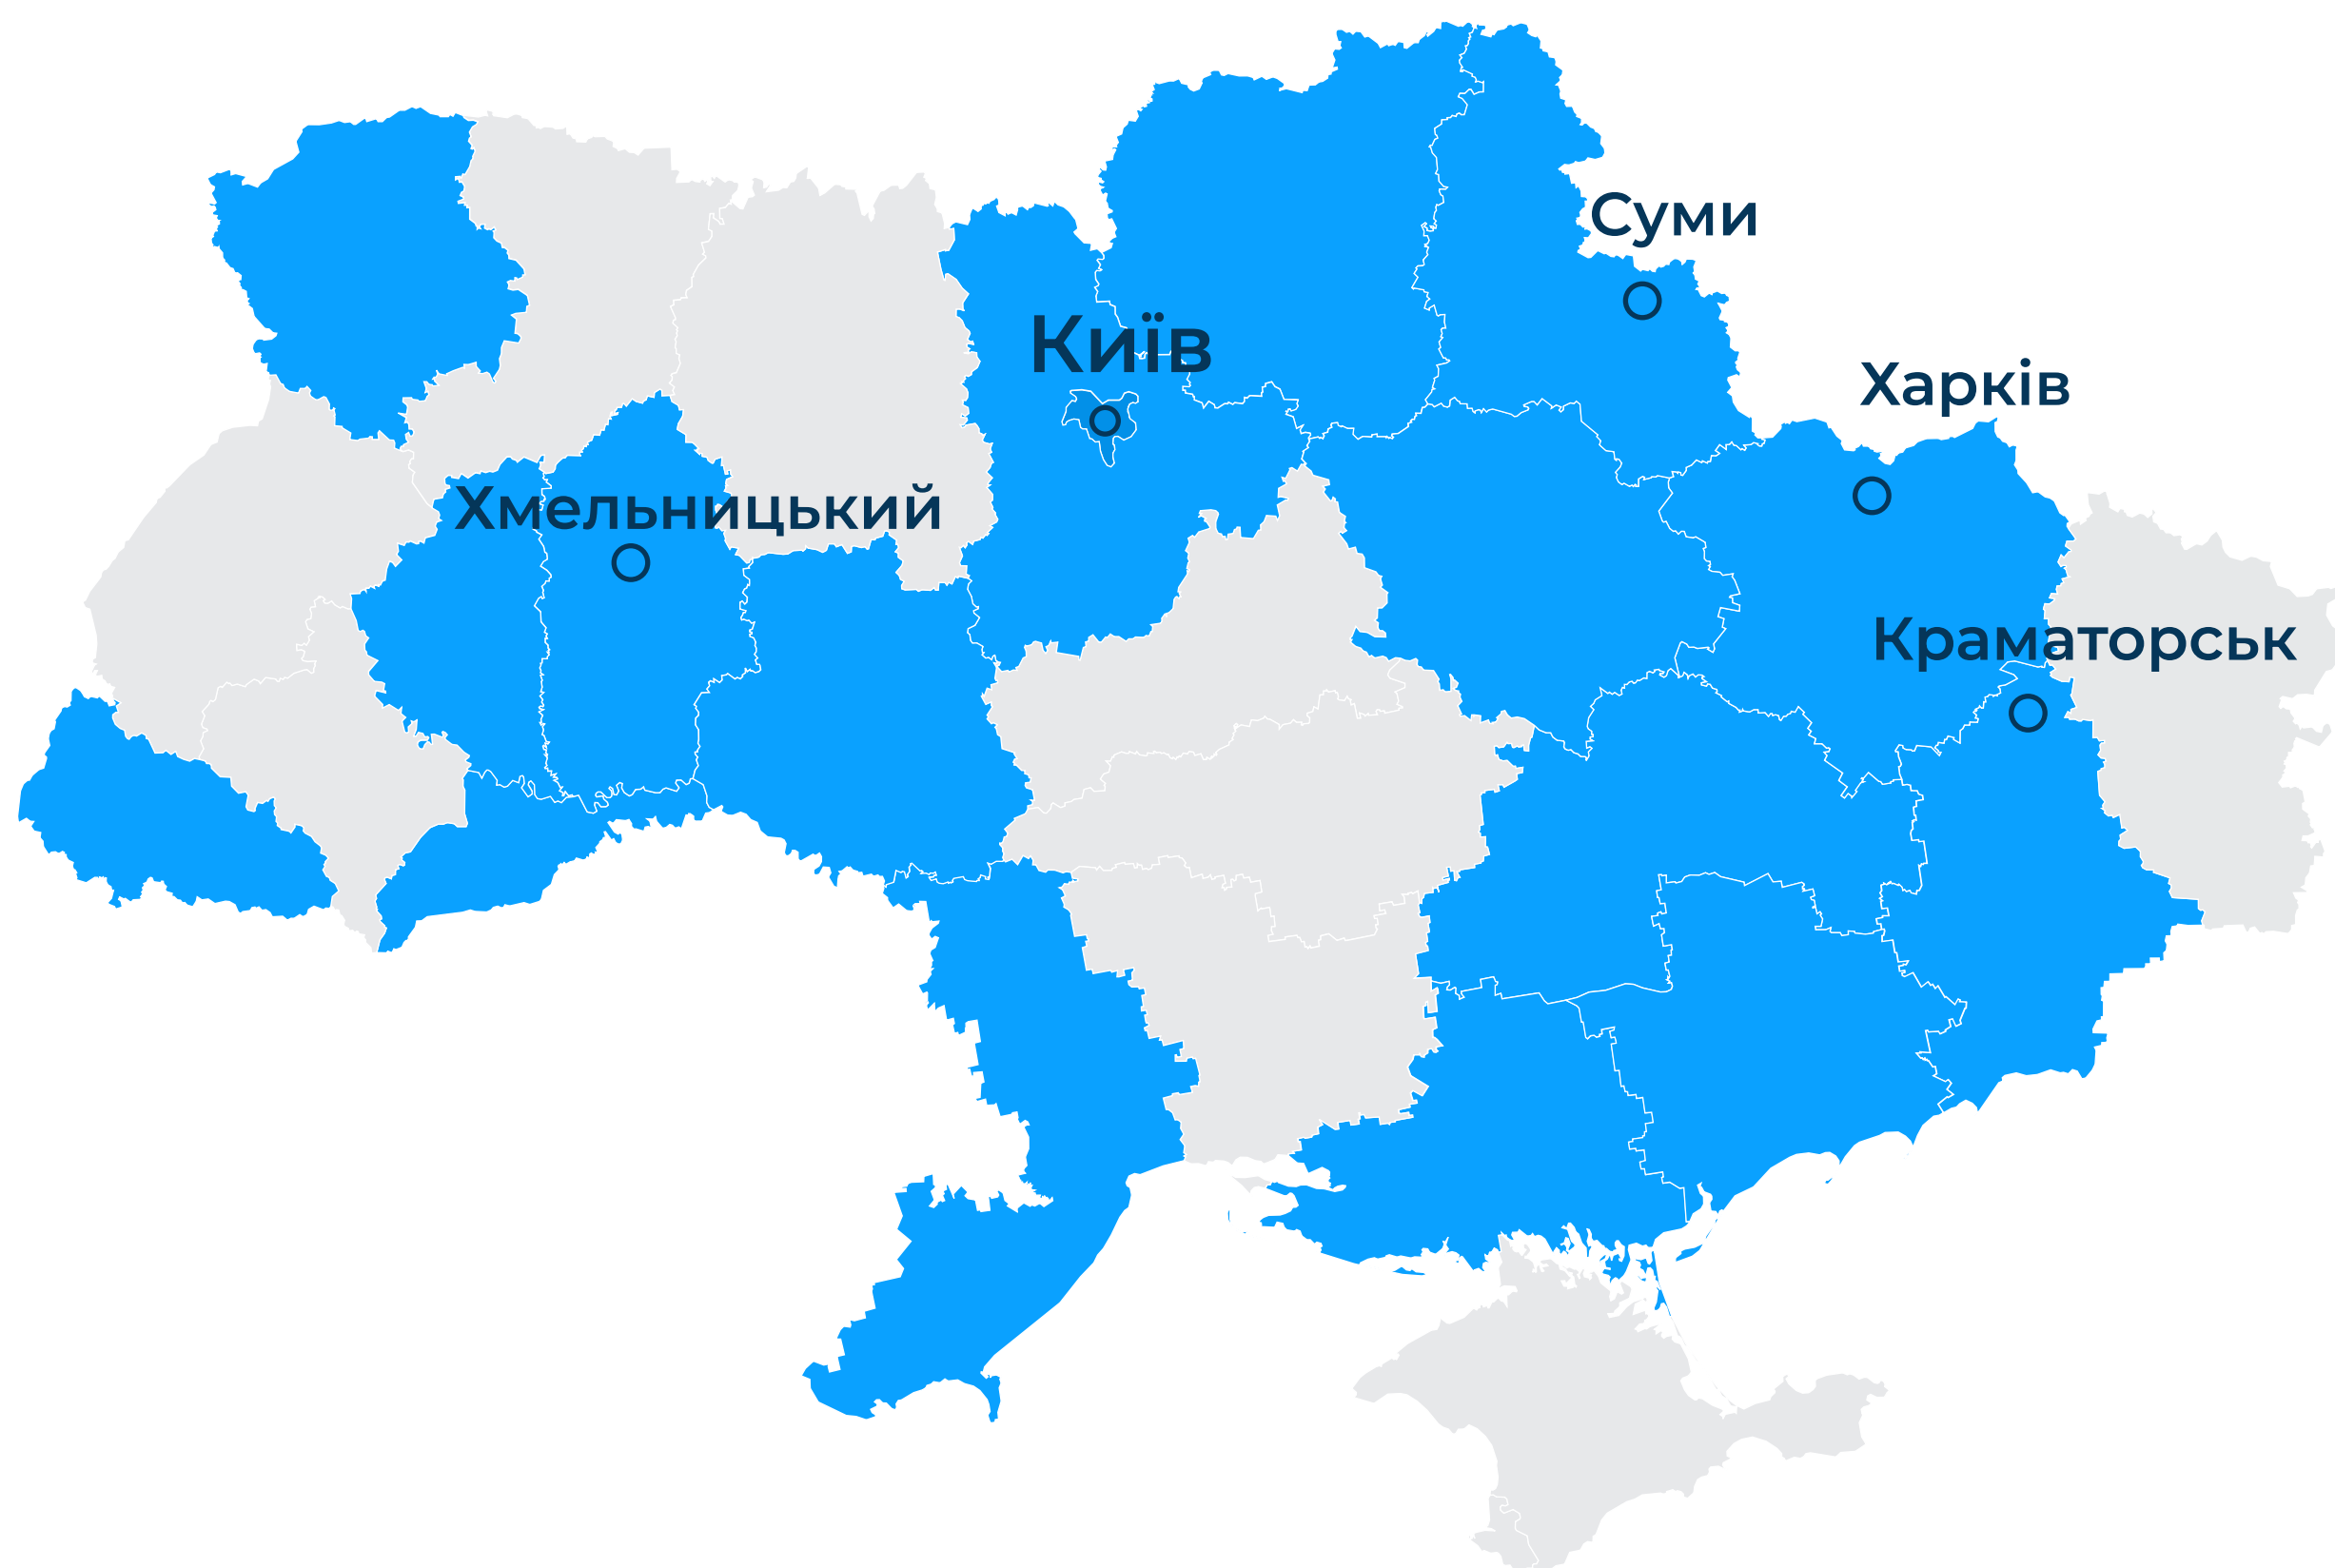 Суми
Київ
Харків
Хмельницький
Краматорськ